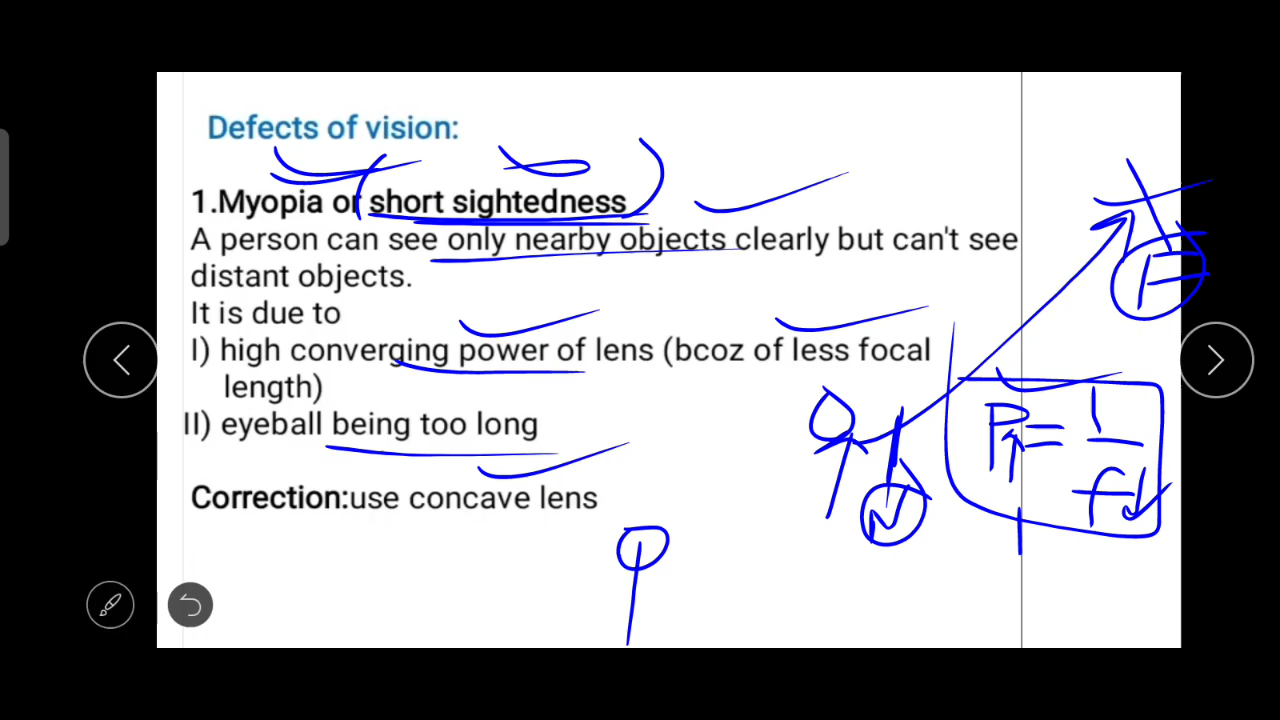 Defects of vision:
1.Myopia or short sightedness
A person can see only nearby objects clearly but can't see
distant objects.
It is due to
I) high converging power of lens (bcoz of less focal
length)
II) eyeball being too long
Correction:use concave lens
N
F
P↑ = 1/f↓